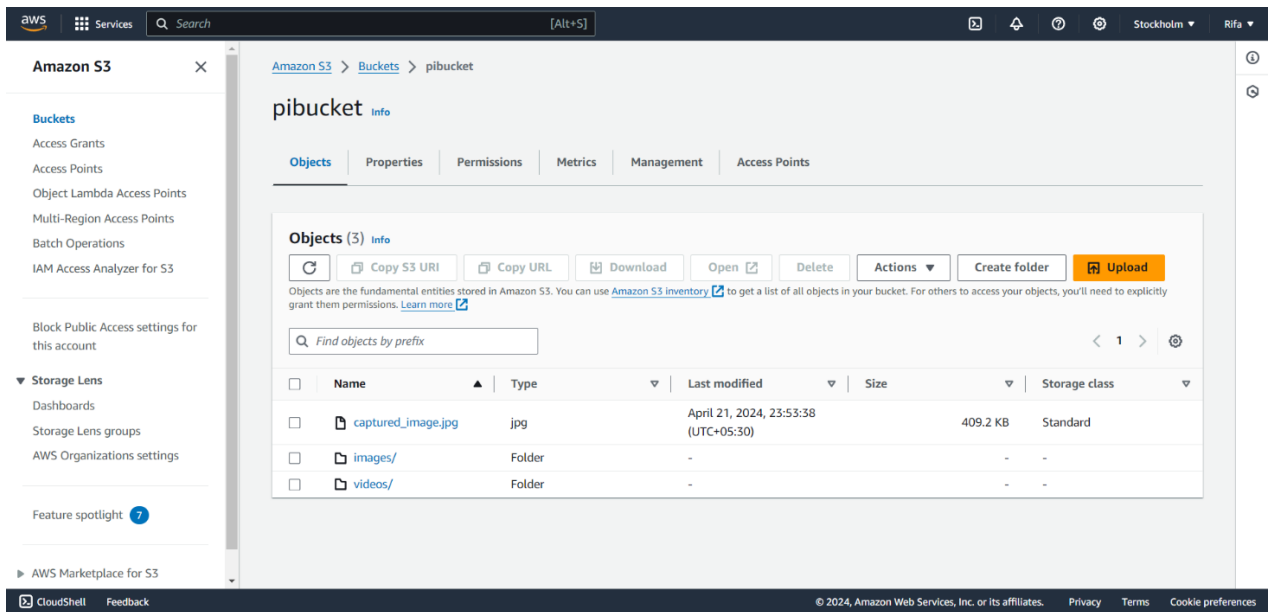 aws Services Search [Alt+S] Stockholm ▼ Rifa ▼
Amazon S3
Buckets
Access Grants
Access Points
Object Lambda Access Points
Multi-Region Access Points
Batch Operations
IAM Access Analyzer for S3
Block Public Access settings for
this account
Storage Lens
Dashboards
Storage Lens groups
AWS Organizations settings
Feature spotlight 7
AWS Marketplace for S3
Amazon S3 > Buckets > pibucket
pibucket Info
Objects Properties Permissions Metrics Management Access Points
Objects (3) Info
Copy S3 URI Copy URL Download Open Delete Actions ▼ Create folder Upload
Objects are the fundamental entities stored in Amazon S3. You can use Amazon S3 inventory to get a list of all objects in your bucket. For others to access your objects, you'll need to explicitly
grant them permissions. Learn more
Find objects by prefix < 1 >
Name Type Last modified Size Storage class
captured_image.jpg jpg April 21, 2024, 23:53:38 (UTC+05:30) 409.2 KB Standard
images/ Folder - - -
videos/ Folder - - -
CloudShell Feedback © 2024, Amazon Web Services, Inc. or its affiliates. Privacy Terms Cookie preferences